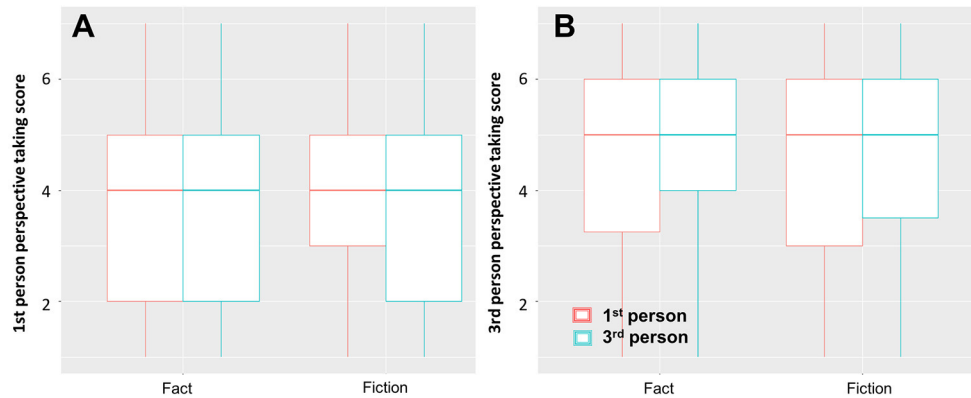 A
1st person perspective taking score
6
4
2
Fact
Fiction
B
3rd person perspective taking score
6
4
2
1st person
3rd person
Fact
Fiction